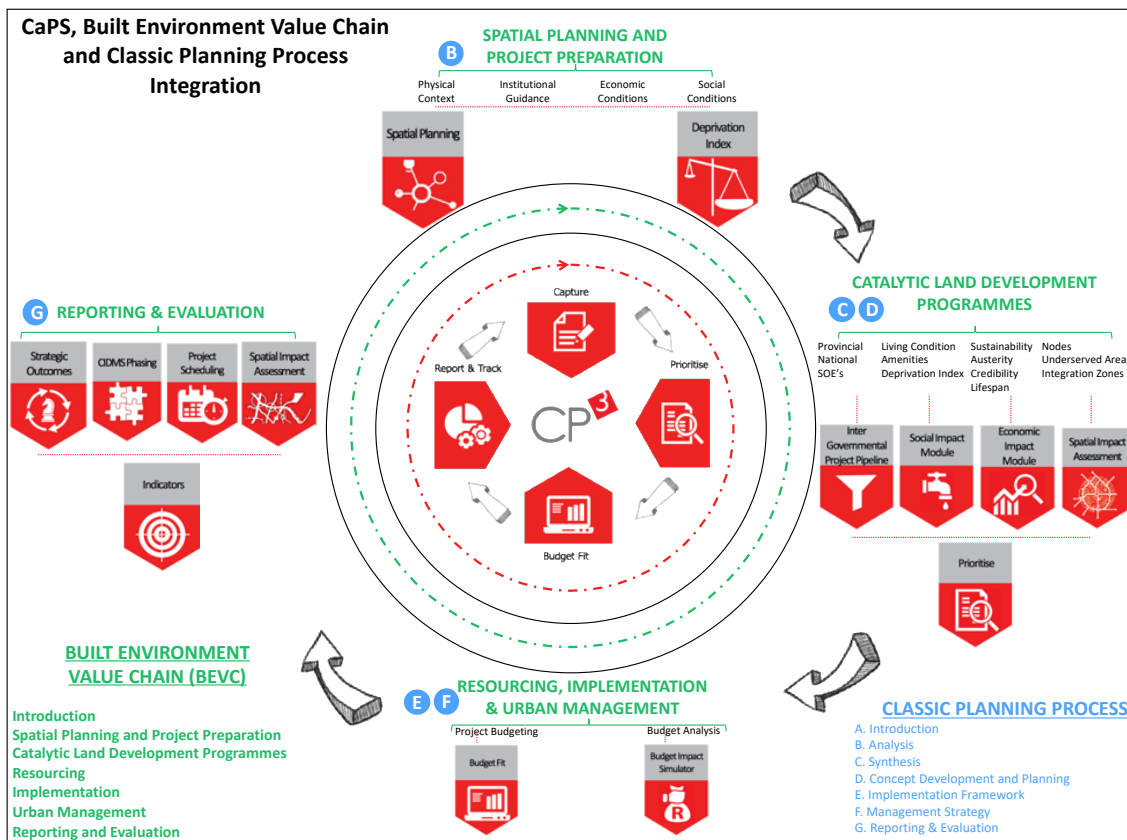 CaPS, Built Environment Value Chain
and Classic Planning Process
Integration
B
SPATIAL PLANNING AND
PROJECT PREPARATION
Physical
Context
Institutional
Guidance
Economic
Conditions
Social
Conditions
Spatial Planning
Deprivation
Index
G
REPORTING & EVALUATION
Strategic
Outcomes
CIDMS Phasing
Project
Scheduling
Spatial Impact
Assessment
Indicators
Capture
Report & Track
Prioritise
CP3
Budget Fit
CATALYTIC LAND DEVELOPMENT
PROGRAMMES
C
D
Provincial
National
SOE's
Living Condition
Amenities
Deprivation Index
Sustainability
Austerity
Credibility
Lifespan
Nodes
Underserved Areas
Integration Zones
Inter
Governmental
Project Pipeline
Social Impact
Module
Economic
Impact
Module
Spatial Impact
Assessment
Prioritise
E
F
RESOURCING, IMPLEMENTATION
& URBAN MANAGEMENT
Project Budgeting
Budget Analysis
Budget Fit
Budget Impact
Simulator
R
BUILT ENVIRONMENT
VALUE CHAIN (BEVC)
Introduction
Spatial Planning and Project Preparation
Catalytic Land Development Programmes
Resourcing
Implementation
Urban Management
Reporting and Evaluation
CLASSIC PLANNING PROCESS
A. Introduction
B. Analysis
C. Synthesis
D. Concept Development and Planning
E. Implementation Framework
F. Management Strategy
G. Reporting & Evaluation